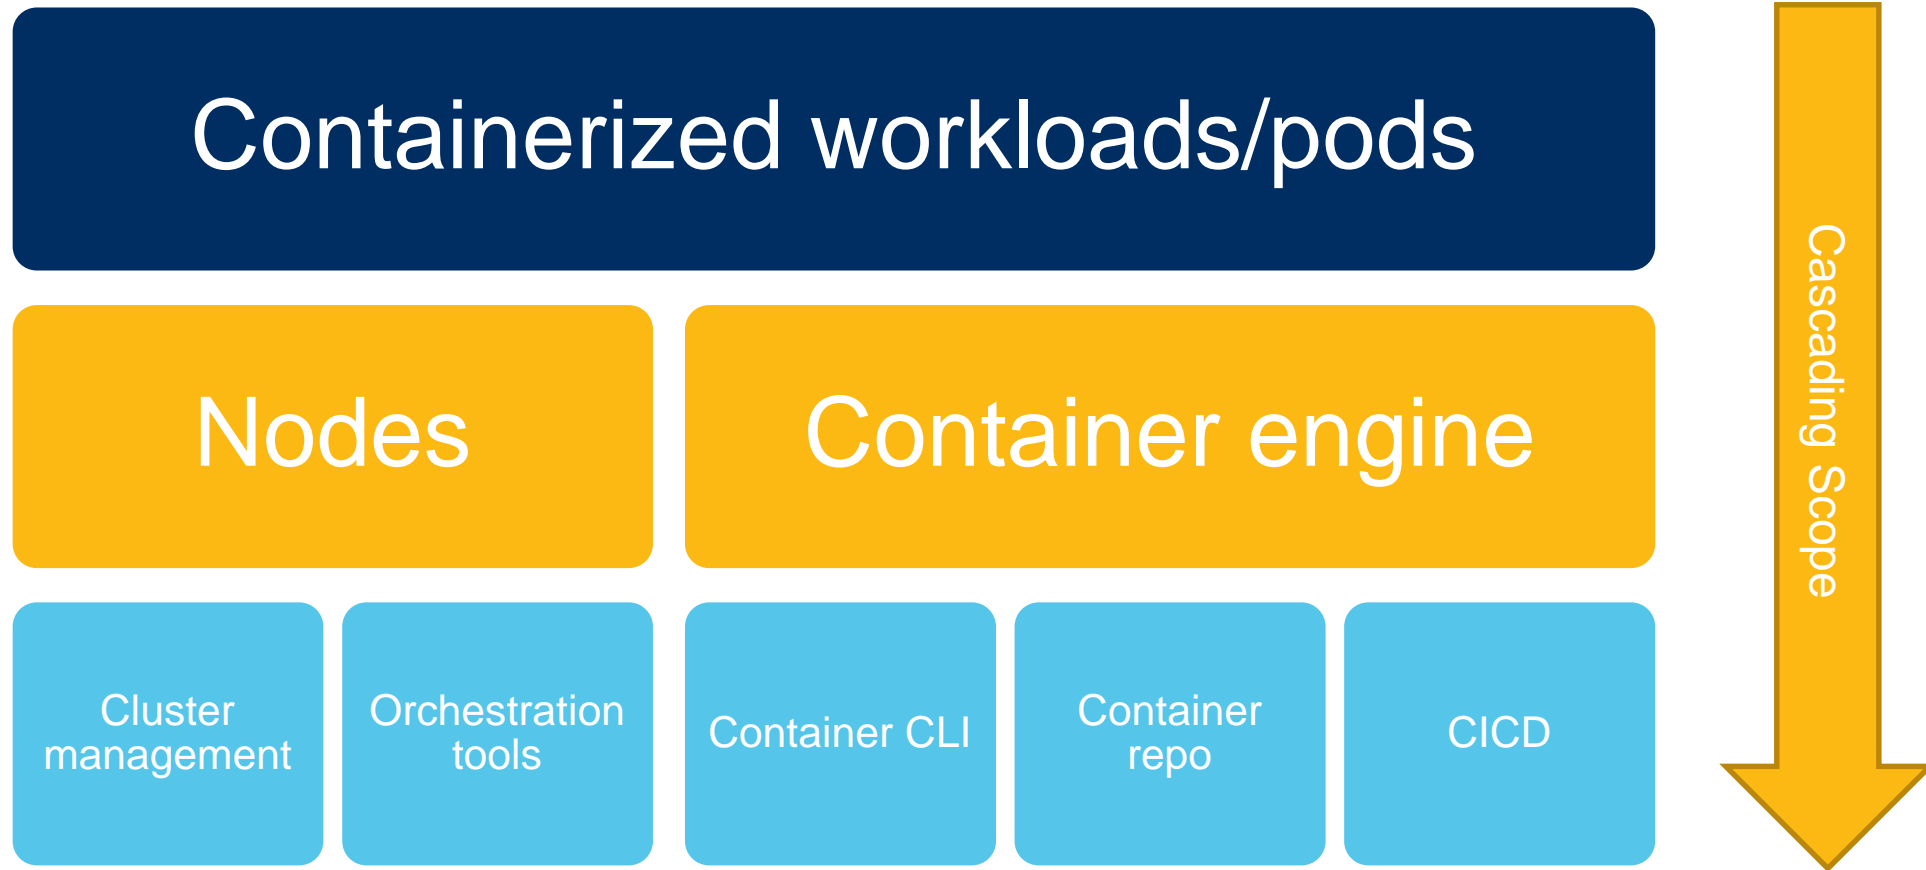 Containerized workloads/pods
Nodes
Container engine
Cluster
management
Orchestration
tools
Container CLI
Container
repo
CICD
Cascading Scope